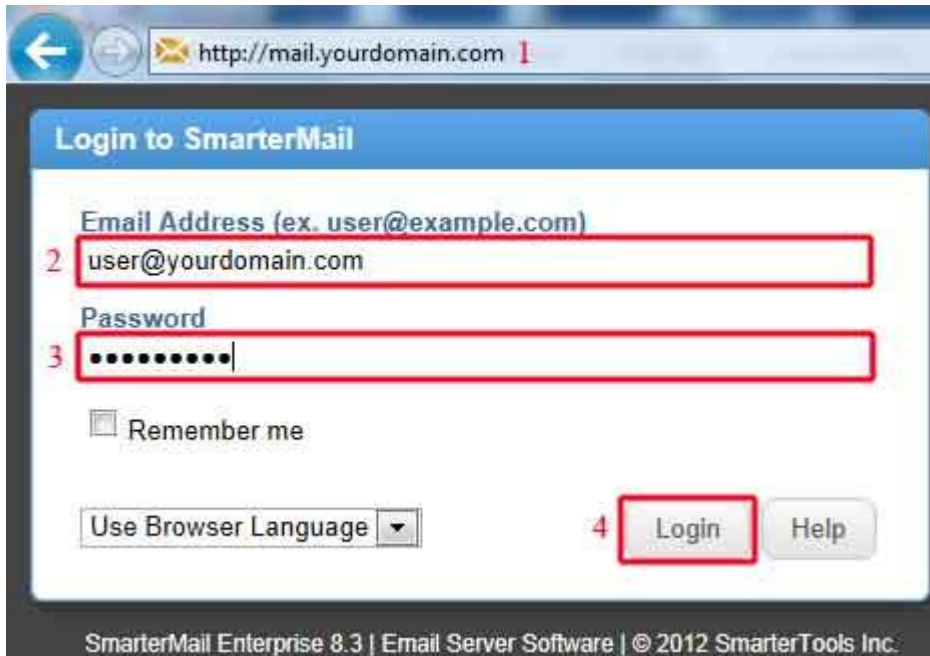 http://mail.yourdomain.com 1
Login to SmarterMail
Email Address (ex. user@example.com)
2 user@yourdomain.com
Password
3 •••••••••
Remember me
Use Browser Language 4 Login Help
SmarterMail Enterprise 8.3 | Email Server Software | © 2012 SmarterTools Inc.